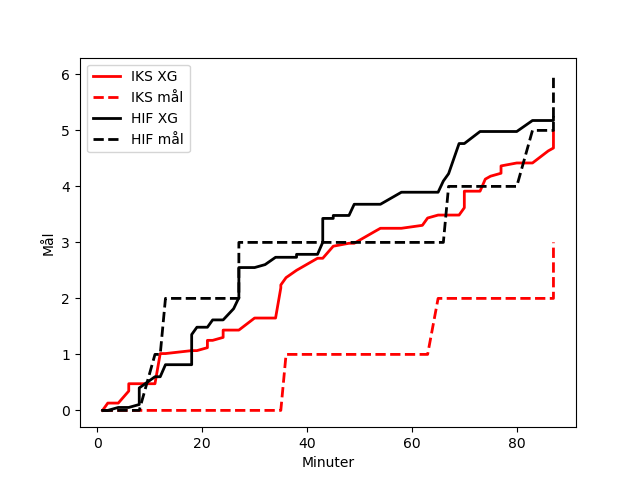 IKS XG
IKS mål
HIF XG
HIF mål
6
5
4
3
2
1
0
Mål
0 20 40 60 80
Minuter